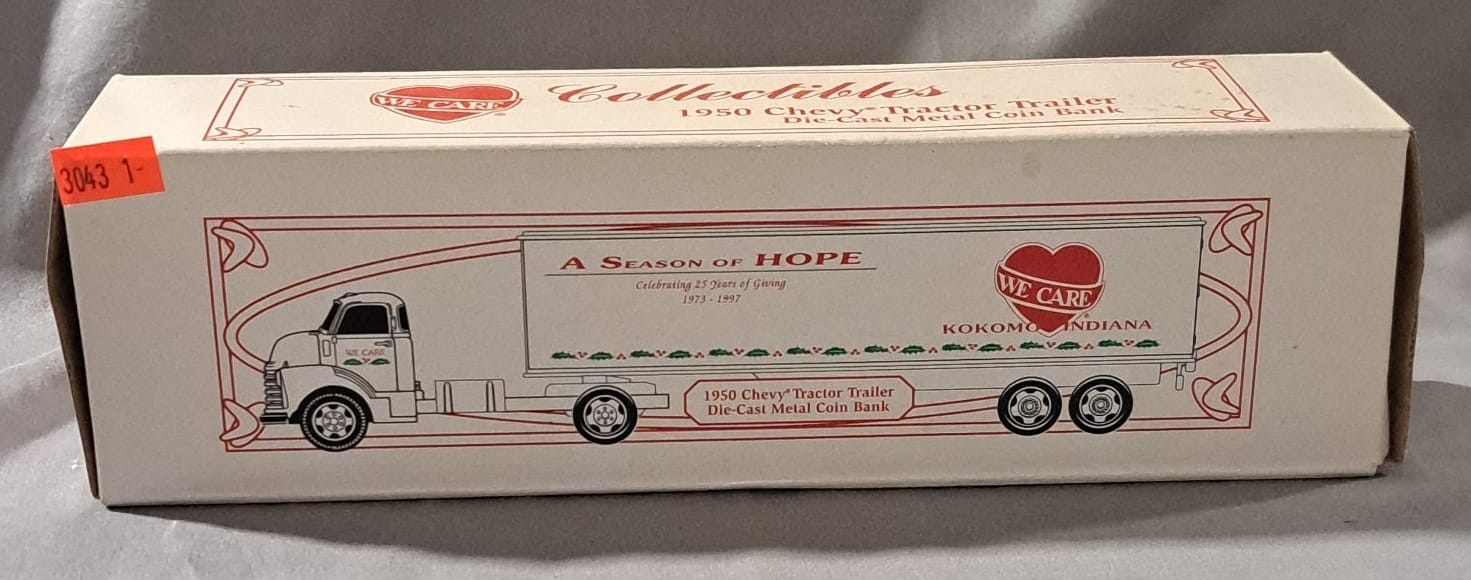 WE CARE®
Collectibles
1950 Chevy® Tractor Trailer
Die-Cast Metal Coin Bank
3043 1-
A SEASON OF HOPE
Celebrating 25 Years of Giving
1973 - 1997
WE CARE®
KOKOMO INDIANA
WE CARE
1950 Chevy® Tractor Trailer
Die-Cast Metal Coin Bank